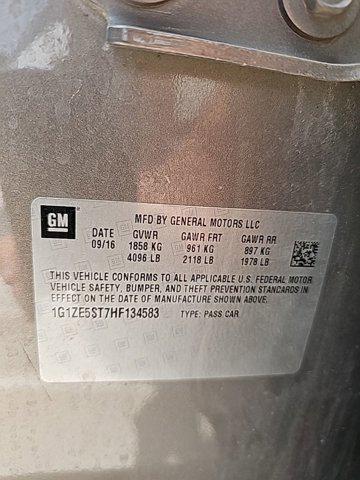 GM
MFD BY GENERAL MOTORS LLC
DATE GVWR GAWR FRT GAWR RR
09/16 1858 KG 961 KG 897 KG
4096 LB 2118 LB 1978 LB
THIS VEHICLE CONFORMS TO ALL APPLICABLE U.S. FEDERAL MOTOR
VEHICLE SAFETY, BUMPER, AND THEFT PREVENTION STANDARDS IN
EFFECT ON THE DATE OF MANUFACTURE SHOWN ABOVE.
1G1ZE5ST7HF134583 TYPE: PASS CAR